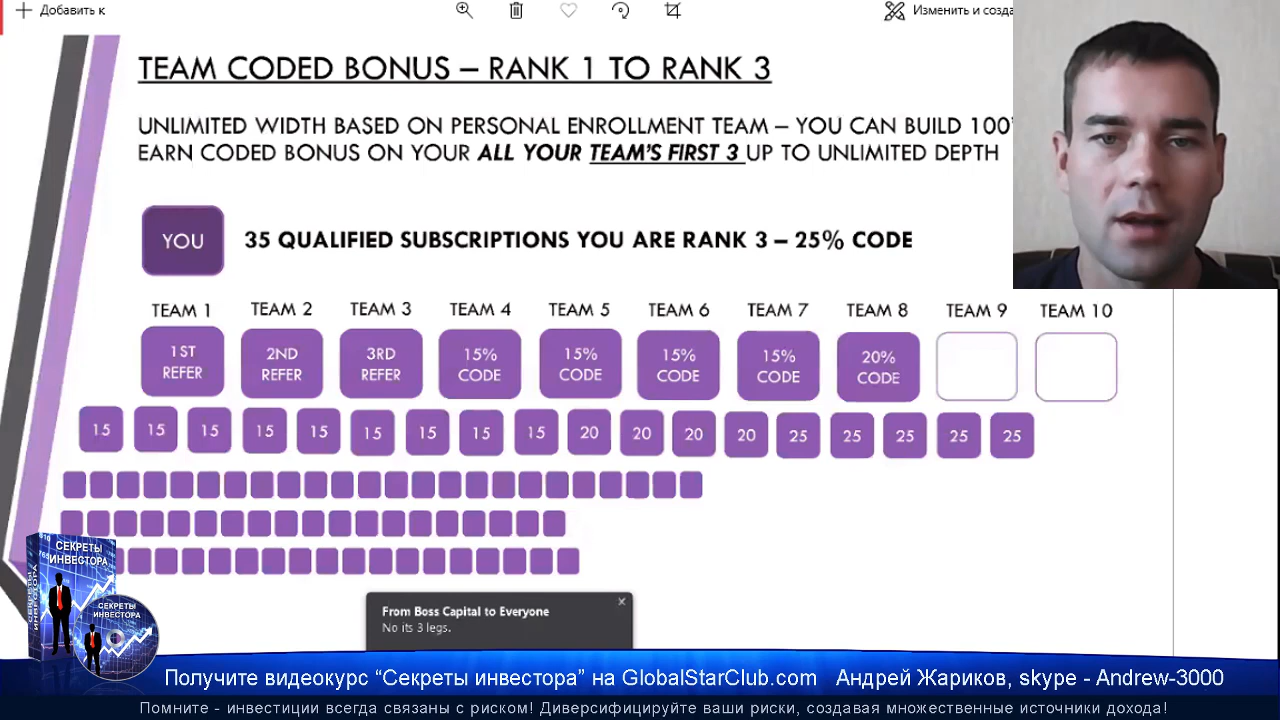 Добавить к
Изменить и созда
TEAM CODED BONUS – RANK 1 TO RANK 3
UNLIMITED WIDTH BASED ON PERSONAL ENROLLMENT TEAM – YOU CAN BUILD 100
EARN CODED BONUS ON YOUR ALL YOUR TEAM'S FIRST 3 UP TO UNLIMITED DEPTH
YOU
35 QUALIFIED SUBSCRIPTIONS YOU ARE RANK 3 – 25% CODE
TEAM 1 TEAM 2 TEAM 3 TEAM 4 TEAM 5 TEAM 6 TEAM 7 TEAM 8 TEAM 9 TEAM 10
1ST 2ND 3RD 15% 15% 15% 15% 20%
REFER REFER REFER CODE CODE CODE CODE CODE
15 15 15 15 15 15 15 15 15 20 20 20 20 25 25 25 25 25
From Boss Capital to Everyone
No its 3 legs.
СЕКРЕТЫ
ИНВЕСТОРА
СЕКРЕТЫ
ИНВЕСТОРА
Получите видеокурс “Секреты инвестора” на GlobalStarClub.com Андрей Жариков, skype - Andrew-3000
Помните - инвестиции всегда связаны с риском! Диверсифицируйте ваши риски, создавая множественные источники дохода!